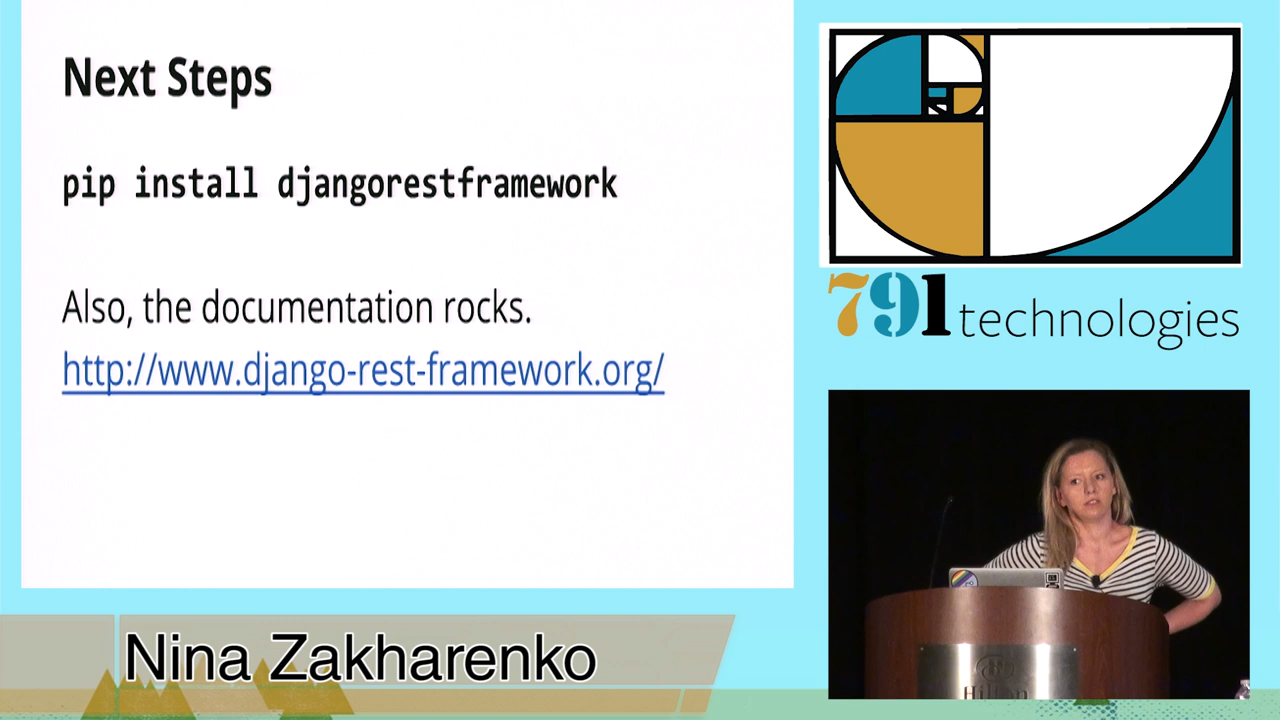 Next Steps
pip install djangorestframework
Also, the documentation rocks.
http://www.django-rest-framework.org/
791 technologies
Nina Zakharenko
Hilton